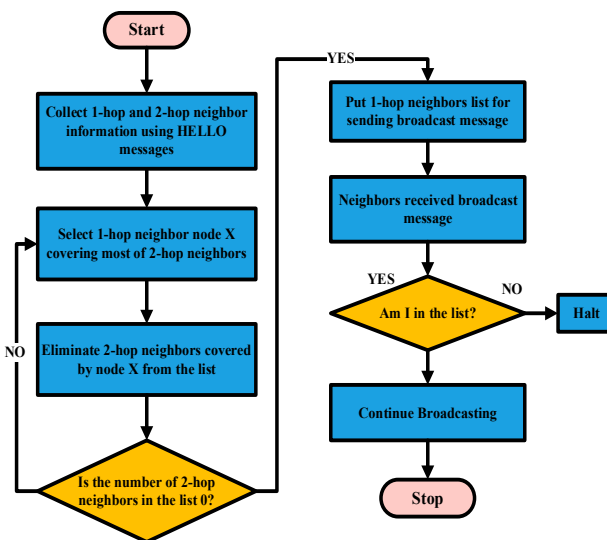 Start
Collect 1-hop and 2-hop neighbor
information using HELLO
messages
Select 1-hop neighbor node X
covering most of 2-hop neighbors
Eliminate 2-hop neighbors covered
by node X from the list
NO
Is the number of 2-hop
neighbors in the list 0?
YES
Put 1-hop neighbors list for
sending broadcast message
Neighbors received broadcast
message
YES
NO
Am I in the list?
Halt
Continue Broadcasting
Stop